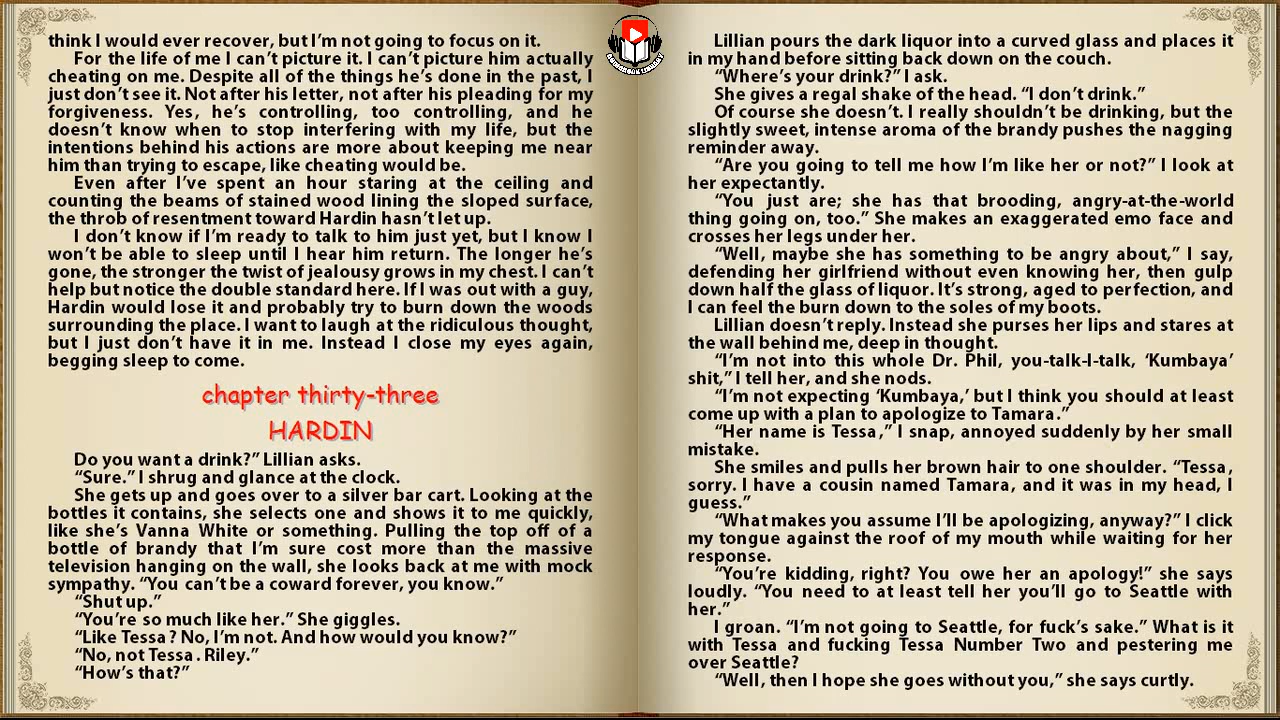 think I would ever recover, but I’m not going to focus on it.
For the life of me I can’t picture it. I can’t picture him actually
cheating on me. Despite all of the things he’s done in the past, I
just don’t see it. Not after his letter, not after his pleading for my
forgiveness. Yes, he’s controlling, too controlling, and he
doesn’t know when to stop interfering with my life, but the
intentions behind his actions are more about keeping me near
him than trying to escape, like cheating would be.
Even after I’ve spent an hour staring at the ceiling and
counting the beams of stained wood lining the sloped surface,
the throb of resentment toward Hardin hasn’t let up.
I don’t know if I’m ready to talk to him just yet, but I know I
won’t be able to sleep until I hear him return. The longer he’s
gone, the stronger the twist of jealousy grows in my chest. I can’t
help but notice the double standard here. If I was out with a guy,
Hardin would lose it and probably try to burn down the woods
surrounding the place. I want to laugh at the ridiculous thought,
but I just don’t have it in me. Instead I close my eyes again,
begging sleep to come.
chapter thirty-three
HARDIN
Do you want a drink?” Lillian asks.
“Sure.” I shrug and glance at the clock.
She gets up and goes over to a silver bar cart. Looking at the
bottles it contains, she selects one and shows it to me quickly,
like she’s Vanna White or something. Pulling the top off of a
bottle of brandy that I’m sure cost more than the massive
television hanging on the wall, she looks back at me with mock
sympathy. “You can’t be a coward forever, you know.”
“Shut up.”
“You’re so much like her.” She giggles.
“Like Tessa? No, I’m not. And how would you know?”
“No, not Tessa. Riley.”
“How’s that?”
Lillian pours the dark liquor into a curved glass and places it
in my hand before sitting back down on the couch.
“Where’s your drink?” I ask.
She gives a regal shake of the head. “I don’t drink.”
Of course she doesn’t. I really shouldn’t be drinking, but the
slightly sweet, intense aroma of the brandy pushes the nagging
reminder away.
“Are you going to tell me how I’m like her or not?” I look at
her expectantly.
“You just are; she has that brooding, angry-at-the-world
thing going on, too.” She makes an exaggerated emo face and
crosses her legs under her.
“Well, maybe she has something to be angry about,” I say,
defending her girlfriend without even knowing her, then gulp
down half the glass of liquor. It’s strong, aged to perfection, and
I can feel the burn down to the soles of my boots.
Lillian doesn’t reply. Instead she purses her lips and stares at
the wall behind me, deep in thought.
“I’m not into this whole Dr. Phil, you-talk-I-talk, ‘Kumbaya’
shit,” I tell her, and she nods.
“I’m not expecting ‘Kumbaya,’ but I think you should at least
come up with a plan to apologize to Tamara.”
“Her name is Tessa,” I snap, annoyed suddenly by her small
mistake.
She smiles and pulls her brown hair to one shoulder. “Tessa,
sorry. I have a cousin named Tamara, and it was in my head, I
guess.”
“What makes you assume I’ll be apologizing, anyway?” I click
my tongue against the roof of my mouth while waiting for her
response.
“You’re kidding, right? You owe her an apology!” she says
loudly. “You need to at least tell her you’ll go to Seattle with
her.”
I groan. “I’m not going to Seattle, for fuck’s sake.” What is it
with Tessa and fucking Tessa Number Two and pestering me
over Seattle?
“Well, then I hope she goes without you,” she says curtly.